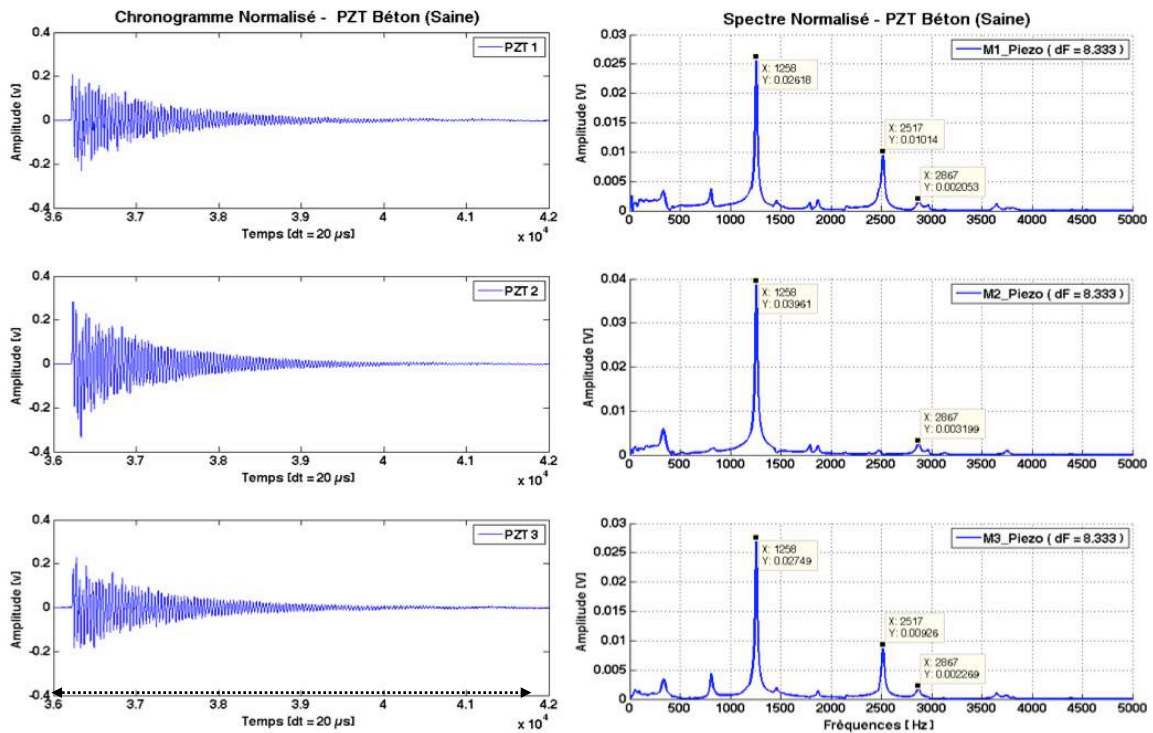 Chronogramme Normalisé - PZT Béton (Saine)
0.4
0.2
0
-0.2
-0.4
Amplitude [v]
PZT 1
3.6 3.7 3.8 3.9 4 4.1 4.2
Temps [dt = 20 µs]
x 10^4
Spectre Normalisé - PZT Béton (Saine)
0.03
0.025
0.02
0.015
0.01
0.005
0
Amplitude [V]
M1_Piezo ( dF = 8.333 )
X: 1258
Y: 0.02618
X: 2517
Y: 0.01014
X: 2867
Y: 0.002053
0 500 1000 1500 2000 2500 3000 3500 4000 4500 5000
0.4
0.2
0
-0.2
-0.4
Amplitude [v]
PZT 2
3.6 3.7 3.8 3.9 4 4.1 4.2
Temps [dt = 20 µs]
x 10^4
0.04
0.03
0.02
0.01
0
Amplitude [V]
M2_Piezo ( dF = 8.333 )
X: 1258
Y: 0.03961
X: 2867
Y: 0.003199
0 500 1000 1500 2000 2500 3000 3500 4000 4500 5000
0.4
0.2
0
-0.2
-0.4
Amplitude [v]
PZT 3
3.6 3.7 3.8 3.9 4 4.1 4.2
Temps [dt = 20 µs]
x 10^4
0.03
0.025
0.02
0.015
0.01
0.005
0
Amplitude [V]
M3_Piezo ( dF = 8.333 )
X: 1258
Y: 0.02749
X: 2517
Y: 0.00926
X: 2867
Y: 0.002269
0 500 1000 1500 2000 2500 3000 3500 4000 4500 5000
Fréquences [ Hz ]